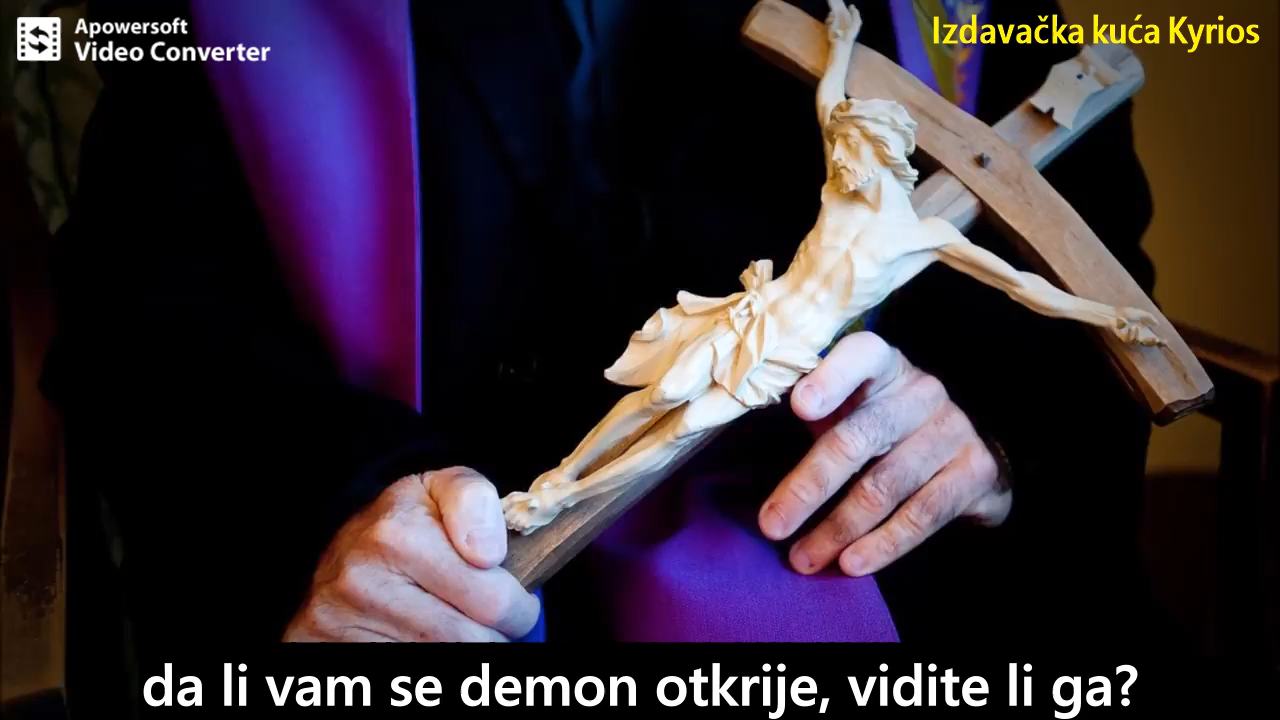 Apowersoft
Video Converter
Izdavačka kuća Kyrios
da li vam se demon otkrije, vidite li ga?